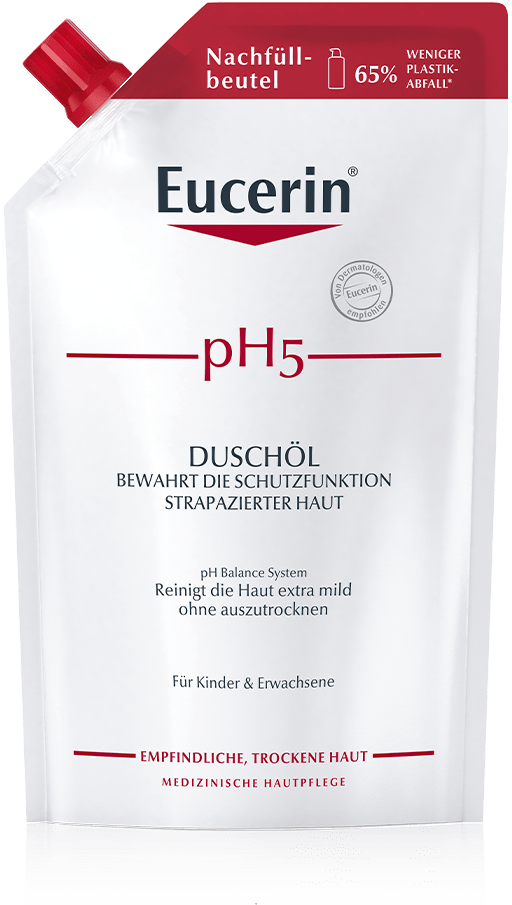 Nachfüll-
beutel
65%
WENIGER
PLASTIK-
ABFALL*
Eucerin®
Von Dermatologen
Eucerin
empfohlen
pH5
DUSCHÖL
BEWAHRT DIE SCHUTZFUNKTION
STRAPAZIERTER HAUT
pH Balance System
Reinigt die Haut extra mild
ohne auszutrocknen
Für Kinder & Erwachsene
EMPFINDLICHE, TROCKENE HAUT
MEDIZINISCHE HAUTPFLEGE